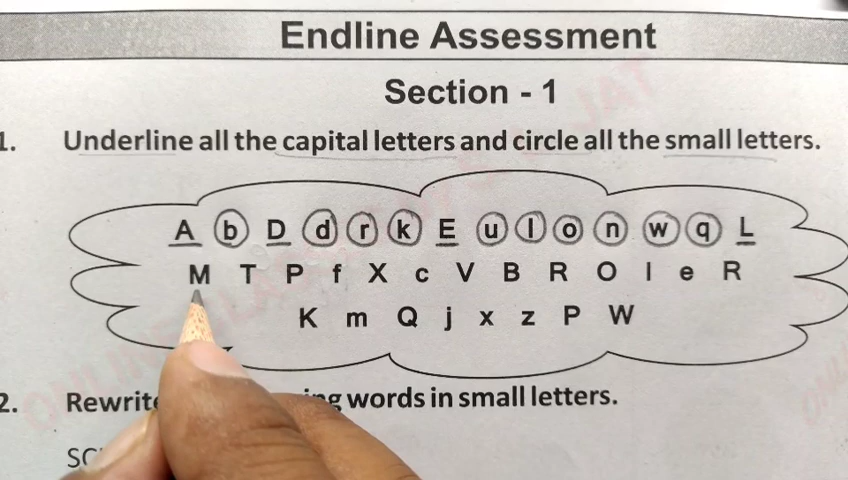 Endline Assessment
Section - 1
1. Underline all the capital letters and circle all the small letters.
A b D d r k E u l o n w q L
M T P f X c V B R O I e R
K m Q j x z P W
2. Rewrite words in small letters.